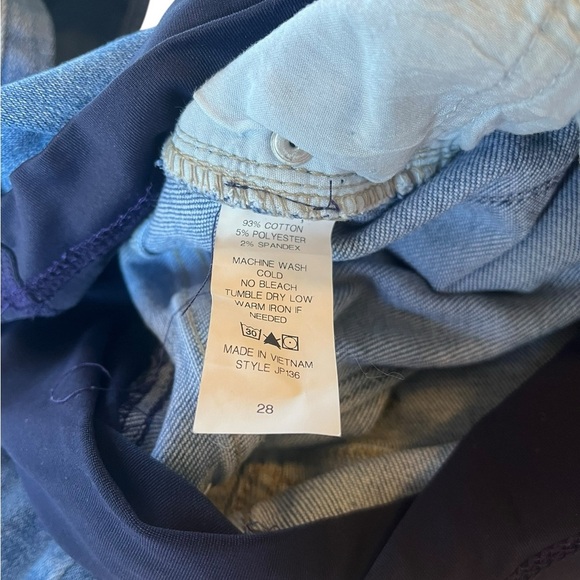 93% COTTON
5% POLYESTER
2% SPANDEX
MACHINE WASH
COLD
NO BLEACH
TUMBLE DRY LOW
WARM IRON IF
NEEDED
30
MADE IN VIETNAM
STYLE JP136
28